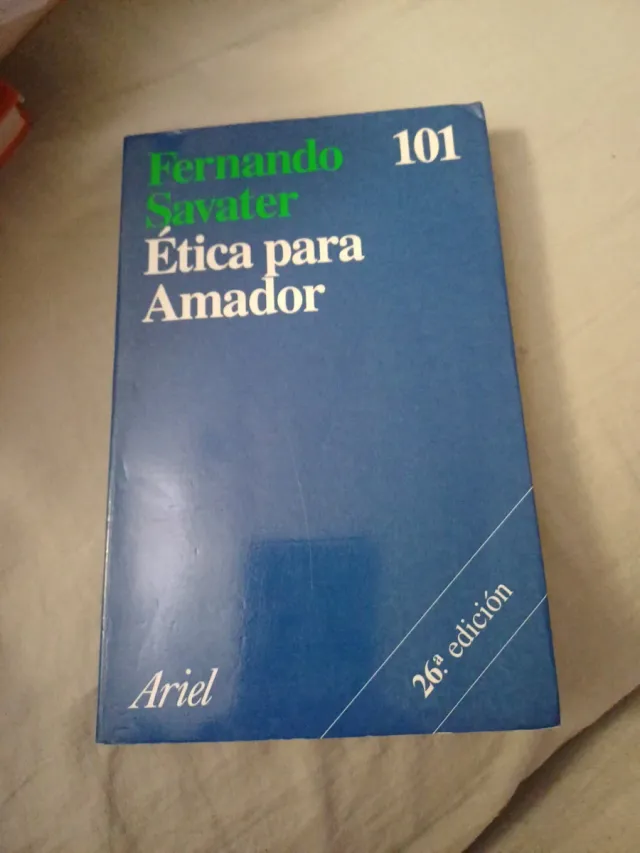 Fernando
Savater
Ética para
Amador
101
26.ª edición
Ariel